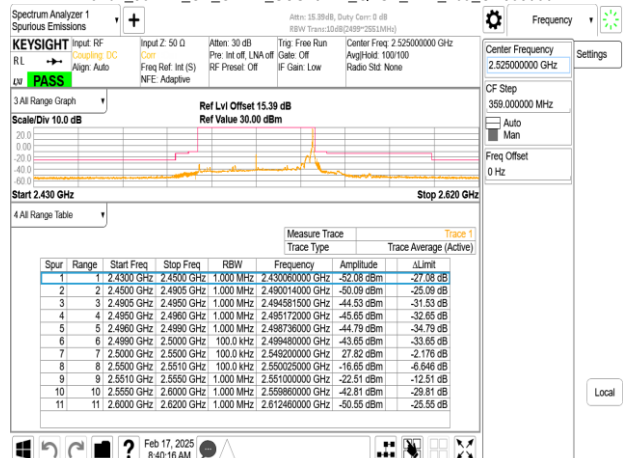 Spectrum Analyzer 1
Spurious Emissions
Attn: 15.39dB, Duty Corr: 0 dB
RBW Trans:10dB(2499~2551MHz)
Frequency
KEYSIGHT Input: RF Input Z: 50 Ω Atten: 30 dB Trig: Free Run Center Freq: 2.525000000 GHz
RL Coupling: DC Corr Pre: Int off, LNA off Gate: Off Avg|Hold: 100/100
Align: Auto Freq Ref: Int (S) RF Presel: Off IF Gain: Low Radio Std: None
PASS NFE: Adaptive
Center Frequency
2.525000000 GHz
Settings
CF Step
359.000000 MHz
Auto
Man
Freq Offset
0 Hz
3 All Range Graph
Ref Lvl Offset 15.39 dB
Scale/Div 10.0 dB Ref Value 30.00 dBm
20.0
0.00
-20.0
-40.0
-60.0
Start 2.430 GHz Stop 2.620 GHz
4 All Range Table
Measure Trace Trace 1
Trace Type Trace Average (Active)
Spur Range Start Freq Stop Freq RBW Frequency Amplitude ΔLimit
1 1 2.4300 GHz 2.4500 GHz 1.000 MHz 2.430060000 GHz -52.08 dBm -27.08 dB
2 2 2.4500 GHz 2.4905 GHz 1.000 MHz 2.490014000 GHz -50.09 dBm -25.09 dB
3 3 2.4905 GHz 2.4950 GHz 1.000 MHz 2.494581500 GHz -44.53 dBm -31.53 dB
4 4 2.4950 GHz 2.4960 GHz 1.000 MHz 2.495172000 GHz -45.65 dBm -32.65 dB
5 5 2.4960 GHz 2.4990 GHz 1.000 MHz 2.498736000 GHz -44.79 dBm -34.79 dB
6 6 2.4990 GHz 2.5000 GHz 100.0 kHz 2.499480000 GHz -43.65 dBm -33.65 dB
7 7 2.5000 GHz 2.5500 GHz 100.0 kHz 2.549200000 GHz 27.82 dBm -2.176 dB
8 8 2.5500 GHz 2.5510 GHz 100.0 kHz 2.550025000 GHz -16.65 dBm -6.646 dB
9 9 2.5510 GHz 2.5550 GHz 1.000 MHz 2.551000000 GHz -22.51 dBm -12.51 dB
10 10 2.5550 GHz 2.6000 GHz 1.000 MHz 2.559860000 GHz -42.81 dBm -29.81 dB
11 11 2.6000 GHz 2.6200 GHz 1.000 MHz 2.612460000 GHz -50.55 dBm -25.55 dB
Local
Feb 17, 2025
8:40:16 AM